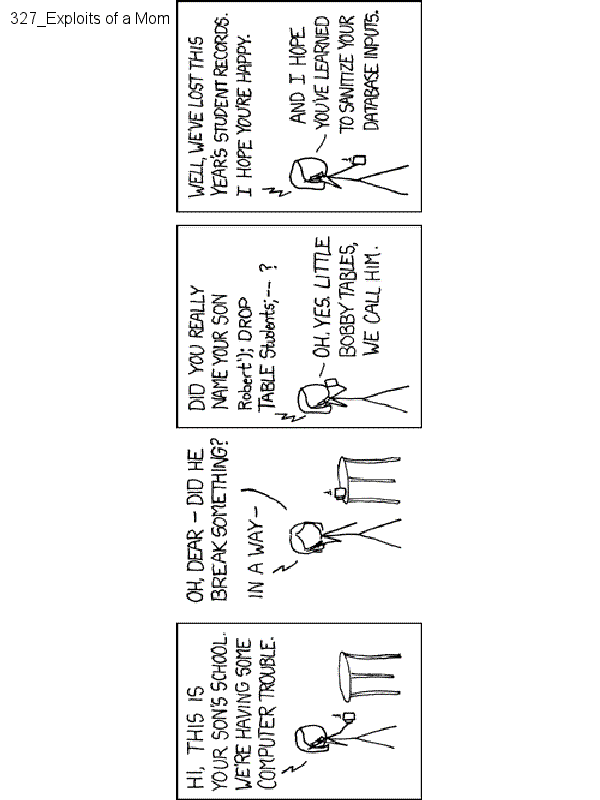 327_Exploits of a Mom
HI, THIS IS
YOUR SON'S SCHOOL.
WE'RE HAVING SOME
COMPUTER TROUBLE.
OH, DEAR – DID HE
BREAK SOMETHING?
IN A WAY –
DID YOU REALLY
NAME YOUR SON
Robert'); DROP
TABLE Students;-- ?
OH. YES. LITTLE
BOBBY TABLES,
WE CALL HIM.
WELL, WE'VE LOST THIS
YEAR'S STUDENT RECORDS.
I HOPE YOU'RE HAPPY.
AND I HOPE
YOU'VE LEARNED
TO SANITIZE YOUR
DATABASE INPUTS.